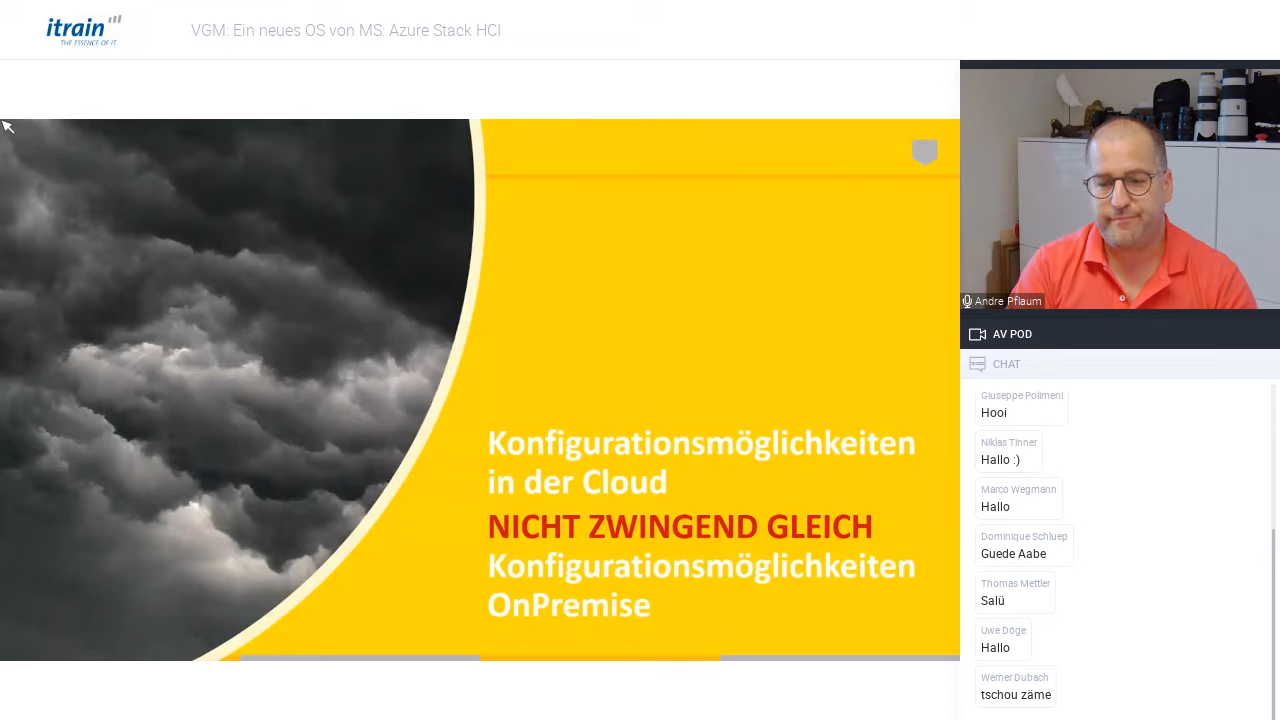 itrain
THE ESSENCE OF IT
VGM: Ein neues OS von MS: Azure Stack HCI
Konfigurationsmöglichkeiten
in der Cloud
NICHT ZWINGEND GLEICH
Konfigurationsmöglichkeiten
OnPremise
Andre Pflaum
AV POD
CHAT
Giuseppe Polimeni
Hooi
Niklas Tinner
Hallo :)
Marco Wegmann
Hallo
Dominique Schluep
Guede Aabe
Thomas Mettler
Salü
Uwe Döge
Hallo
Werner Dubach
tschou zäme